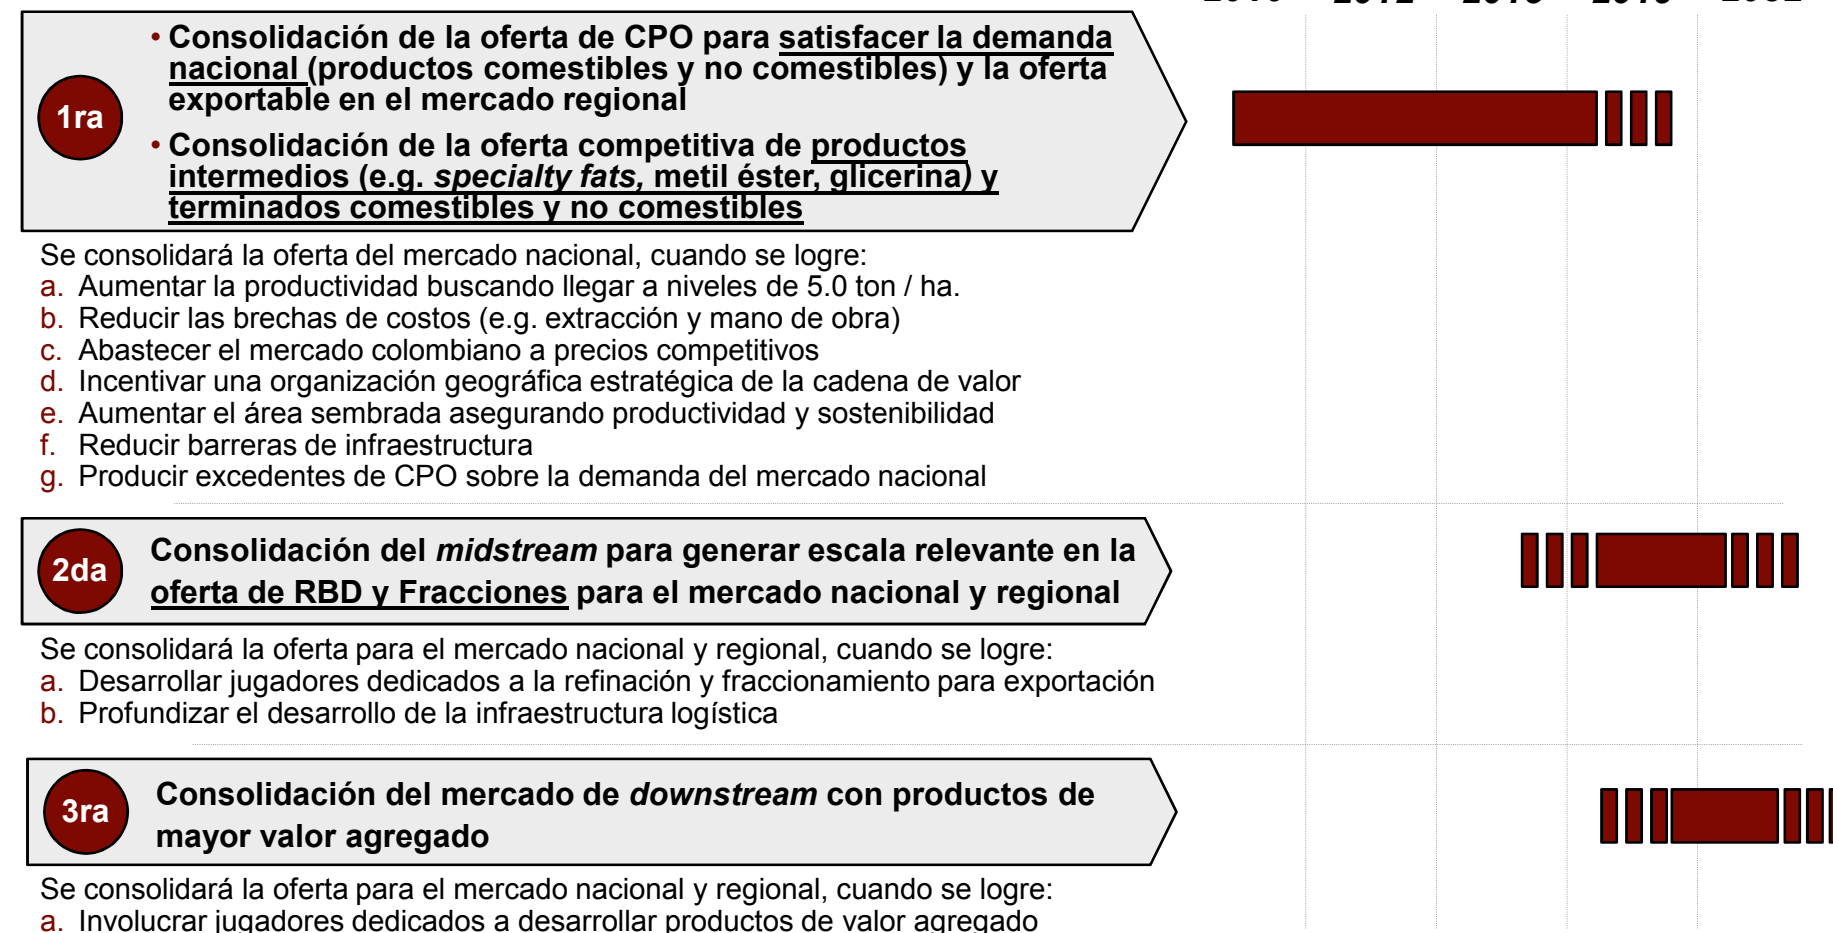 • Consolidación de la oferta de CPO para satisfacer la demanda
nacional (productos comestibles y no comestibles) y la oferta
exportable en el mercado regional
1ra
• Consolidación de la oferta competitiva de productos
intermedios (e.g. specialty fats, metil éster, glicerina) y
terminados comestibles y no comestibles
Se consolidará la oferta del mercado nacional, cuando se logre:
a. Aumentar la productividad buscando llegar a niveles de 5.0 ton / ha.
b. Reducir las brechas de costos (e.g. extracción y mano de obra)
c. Abastecer el mercado colombiano a precios competitivos
d. Incentivar una organización geográfica estratégica de la cadena de valor
e. Aumentar el área sembrada asegurando productividad y sostenibilidad
f. Reducir barreras de infraestructura
g. Producir excedentes de CPO sobre la demanda del mercado nacional
2da
Consolidación del midstream para generar escala relevante en la
oferta de RBD y Fracciones para el mercado nacional y regional
Se consolidará la oferta para el mercado nacional y regional, cuando se logre:
a. Desarrollar jugadores dedicados a la refinación y fraccionamiento para exportación
b. Profundizar el desarrollo de la infraestructura logística
3ra
Consolidación del mercado de downstream con productos de
mayor valor agregado
Se consolidará la oferta para el mercado nacional y regional, cuando se logre:
a. Involucrar jugadores dedicados a desarrollar productos de valor agregado